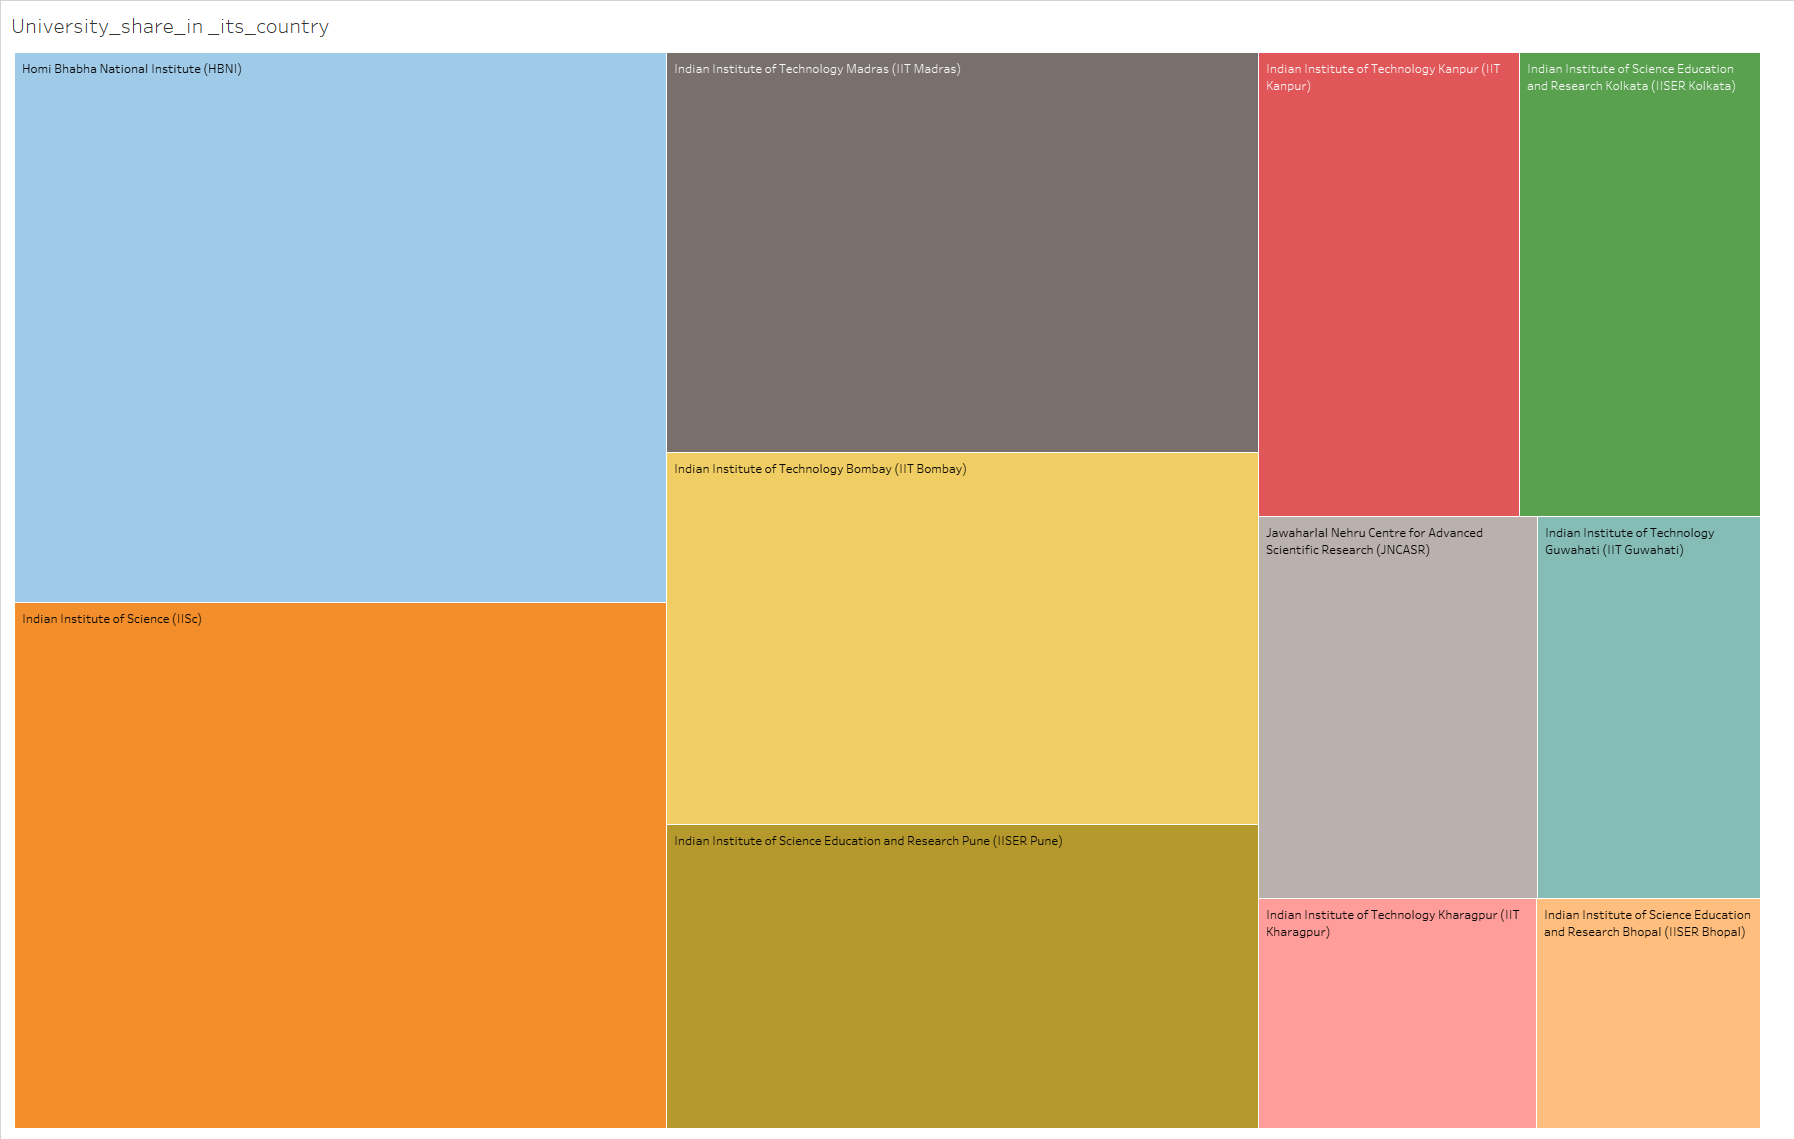 University_share_in _its_country
Homi Bhabha National Institute (HBNI)
Indian Institute of Science (IISc)
Indian Institute of Technology Madras (IIT Madras)
Indian Institute of Technology Bombay (IIT Bombay)
Indian Institute of Science Education and Research Pune (IISER Pune)
Indian Institute of Technology Kanpur (IIT
Kanpur)
Indian Institute of Science Education
and Research Kolkata (IISER Kolkata)
Jawaharlal Nehru Centre for Advanced
Scientific Research (JNCASR)
Indian Institute of Technology
Guwahati (IIT Guwahati)
Indian Institute of Technology Kharagpur (IIT
Kharagpur)
Indian Institute of Science Education
and Research Bhopal (IISER Bhopal)